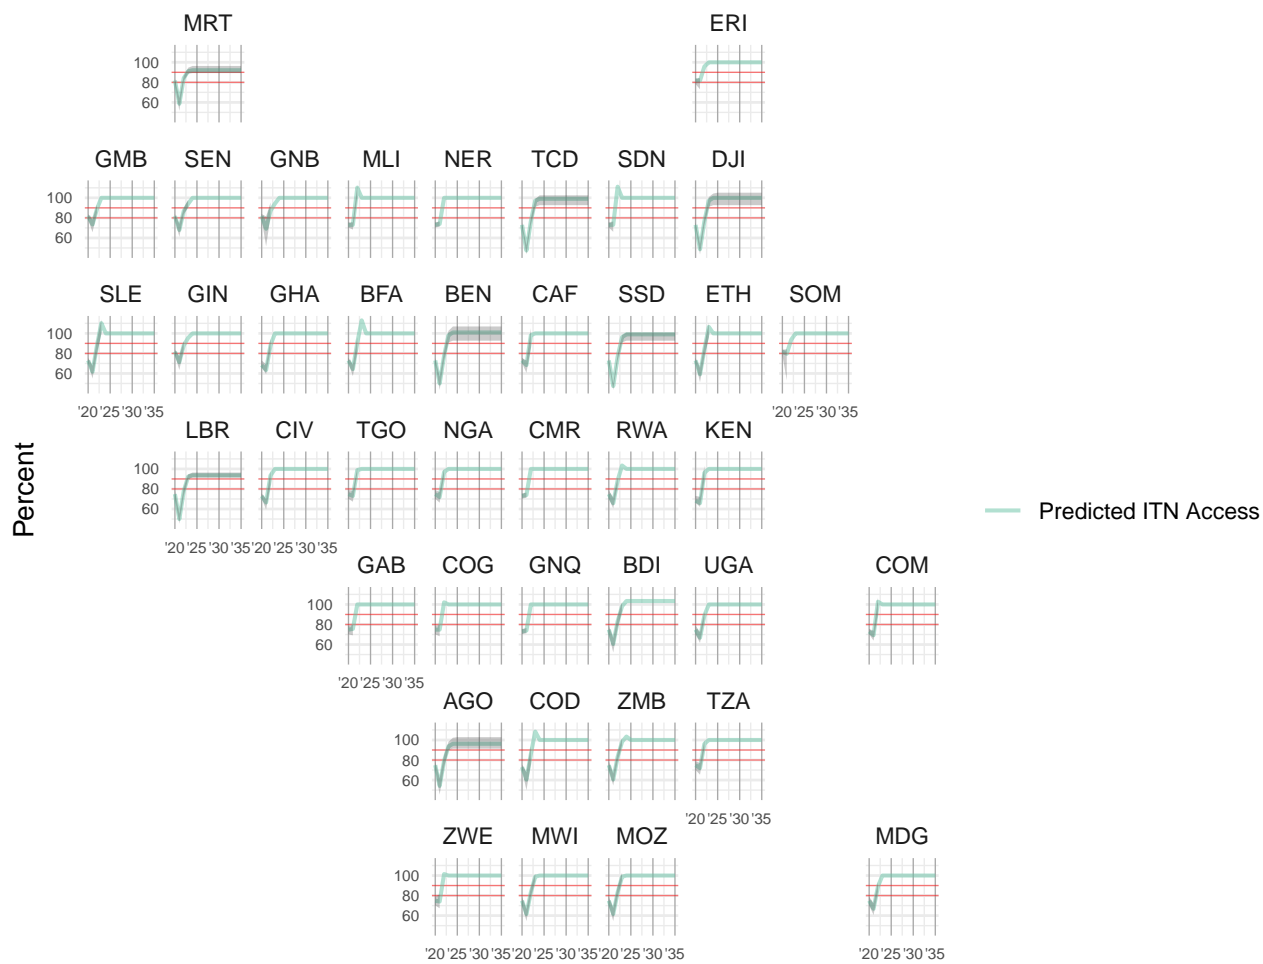 MRT ERI
100
80
60
GMB SEN GNB MLI NER TCD SDN DJI
100
80
60
SLE GIN GHA BFA BEN CAF SSD ETH SOM
100
80
60
'20 '25 '30 '35 '20 '25 '30 '35
LBR CIV TGO NGA CMR RWA KEN
100
80
60
'20 '25 '30 '35 '20 '25 '30 '35
GAB COG GNQ BDI UGA COM
100
80
60
'20 '25 '30 '35
AGO COD ZMB TZA
100
80
60
'20 '25 '30 '35
ZWE MWI MOZ MDG
100
80
60
'20 '25 '30 '35 '20 '25 '30 '35 '20 '25 '30 '35 '20 '25 '30 '35
Percent
Predicted ITN Access